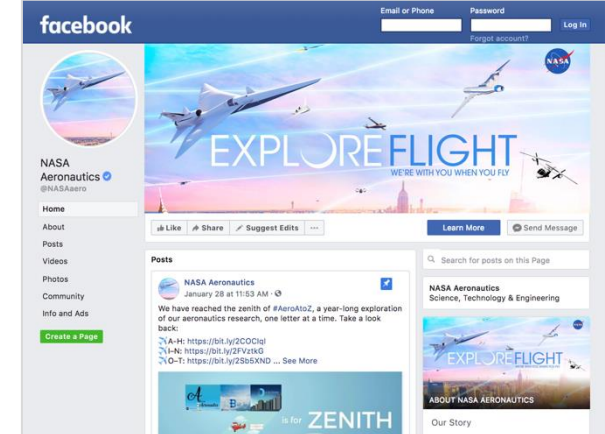 facebook
Email or Phone
Password
Log In
Forgot account?
NASA
Aeronautics
@NASAaero
Home
About
Posts
Videos
Photos
Community
Info and Ads
Create a Page
NASA
EXPLORE FLIGHT
WE'RE WITH YOU WHEN YOU FLY
Like
Share
Suggest Edits
Learn More
Send Message
Posts
NASA Aeronautics
January 28 at 11:53 AM
We have reached the zenith of #AeroAtoZ, a year-long exploration
of our aeronautics research, one letter at a time. Take a look
back:
A-H: https://bit.ly/2COClql
I-N: https://bit.ly/2FVztkG
O-T: https://bit.ly/2Sb5XND ... See More
A
B
is for ZENITH
Search for posts on this Page
NASA Aeronautics
Science, Technology & Engineering
EXPLORE FLIGHT
ABOUT NASA AERONAUTICS
Our Story